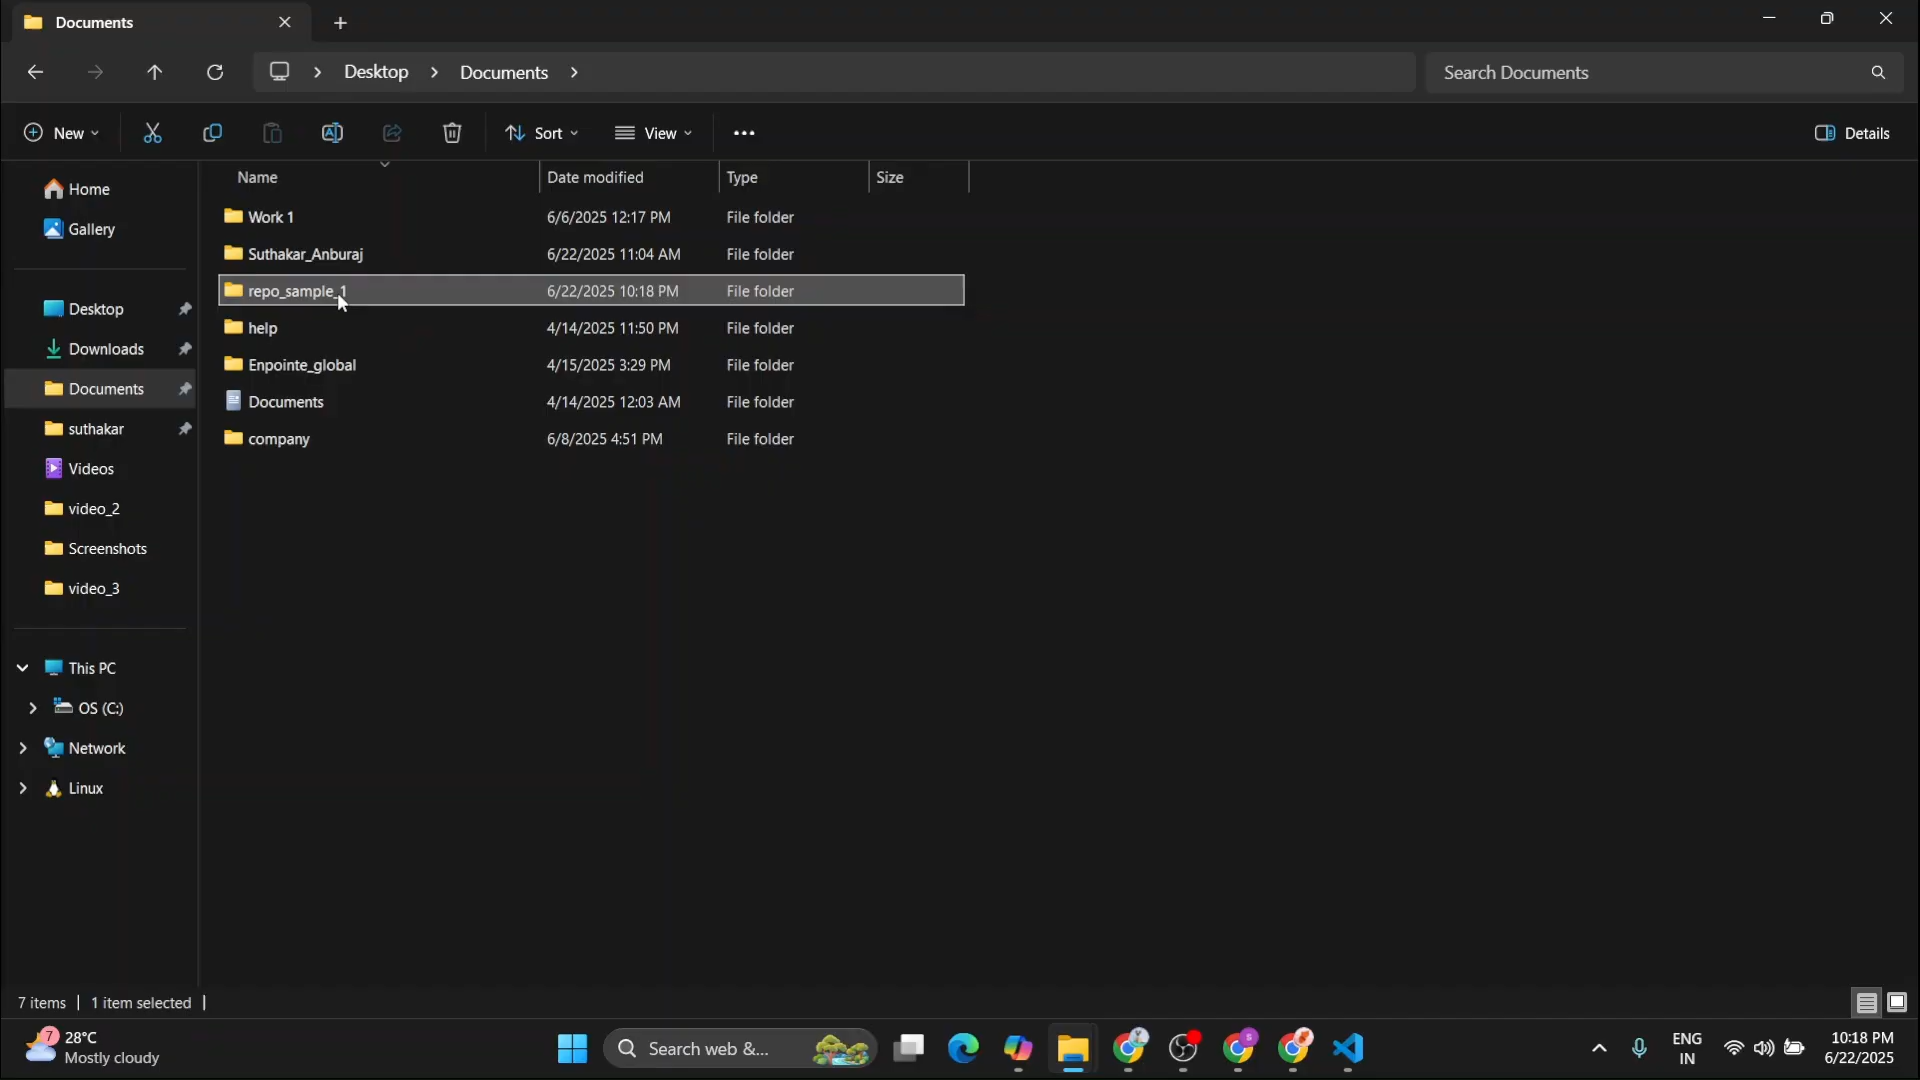 Documents
Desktop
Documents
Search Documents
New
Sort
View
Details
Name
Date modified
Type
Size
Home
Gallery
Desktop
Downloads
Documents
suthakar
Videos
video_2
Screenshots
video_3
This PC
OS (C:)
Network
Linux
Work 1 6/6/2025 12:17 PM File folder
Suthakar_Anburaj 6/22/2025 11:04 AM File folder
repo_sample_1 6/22/2025 10:18 PM File folder
help 4/14/2025 11:50 PM File folder
Enpointe_global 4/15/2025 3:29 PM File folder
Documents 4/14/2025 12:03 AM File folder
company 6/8/2025 4:51 PM File folder
7 items
1 item selected
7
28°C
Mostly cloudy
Search web &...
s
ENG
IN
10:18 PM
6/22/2025